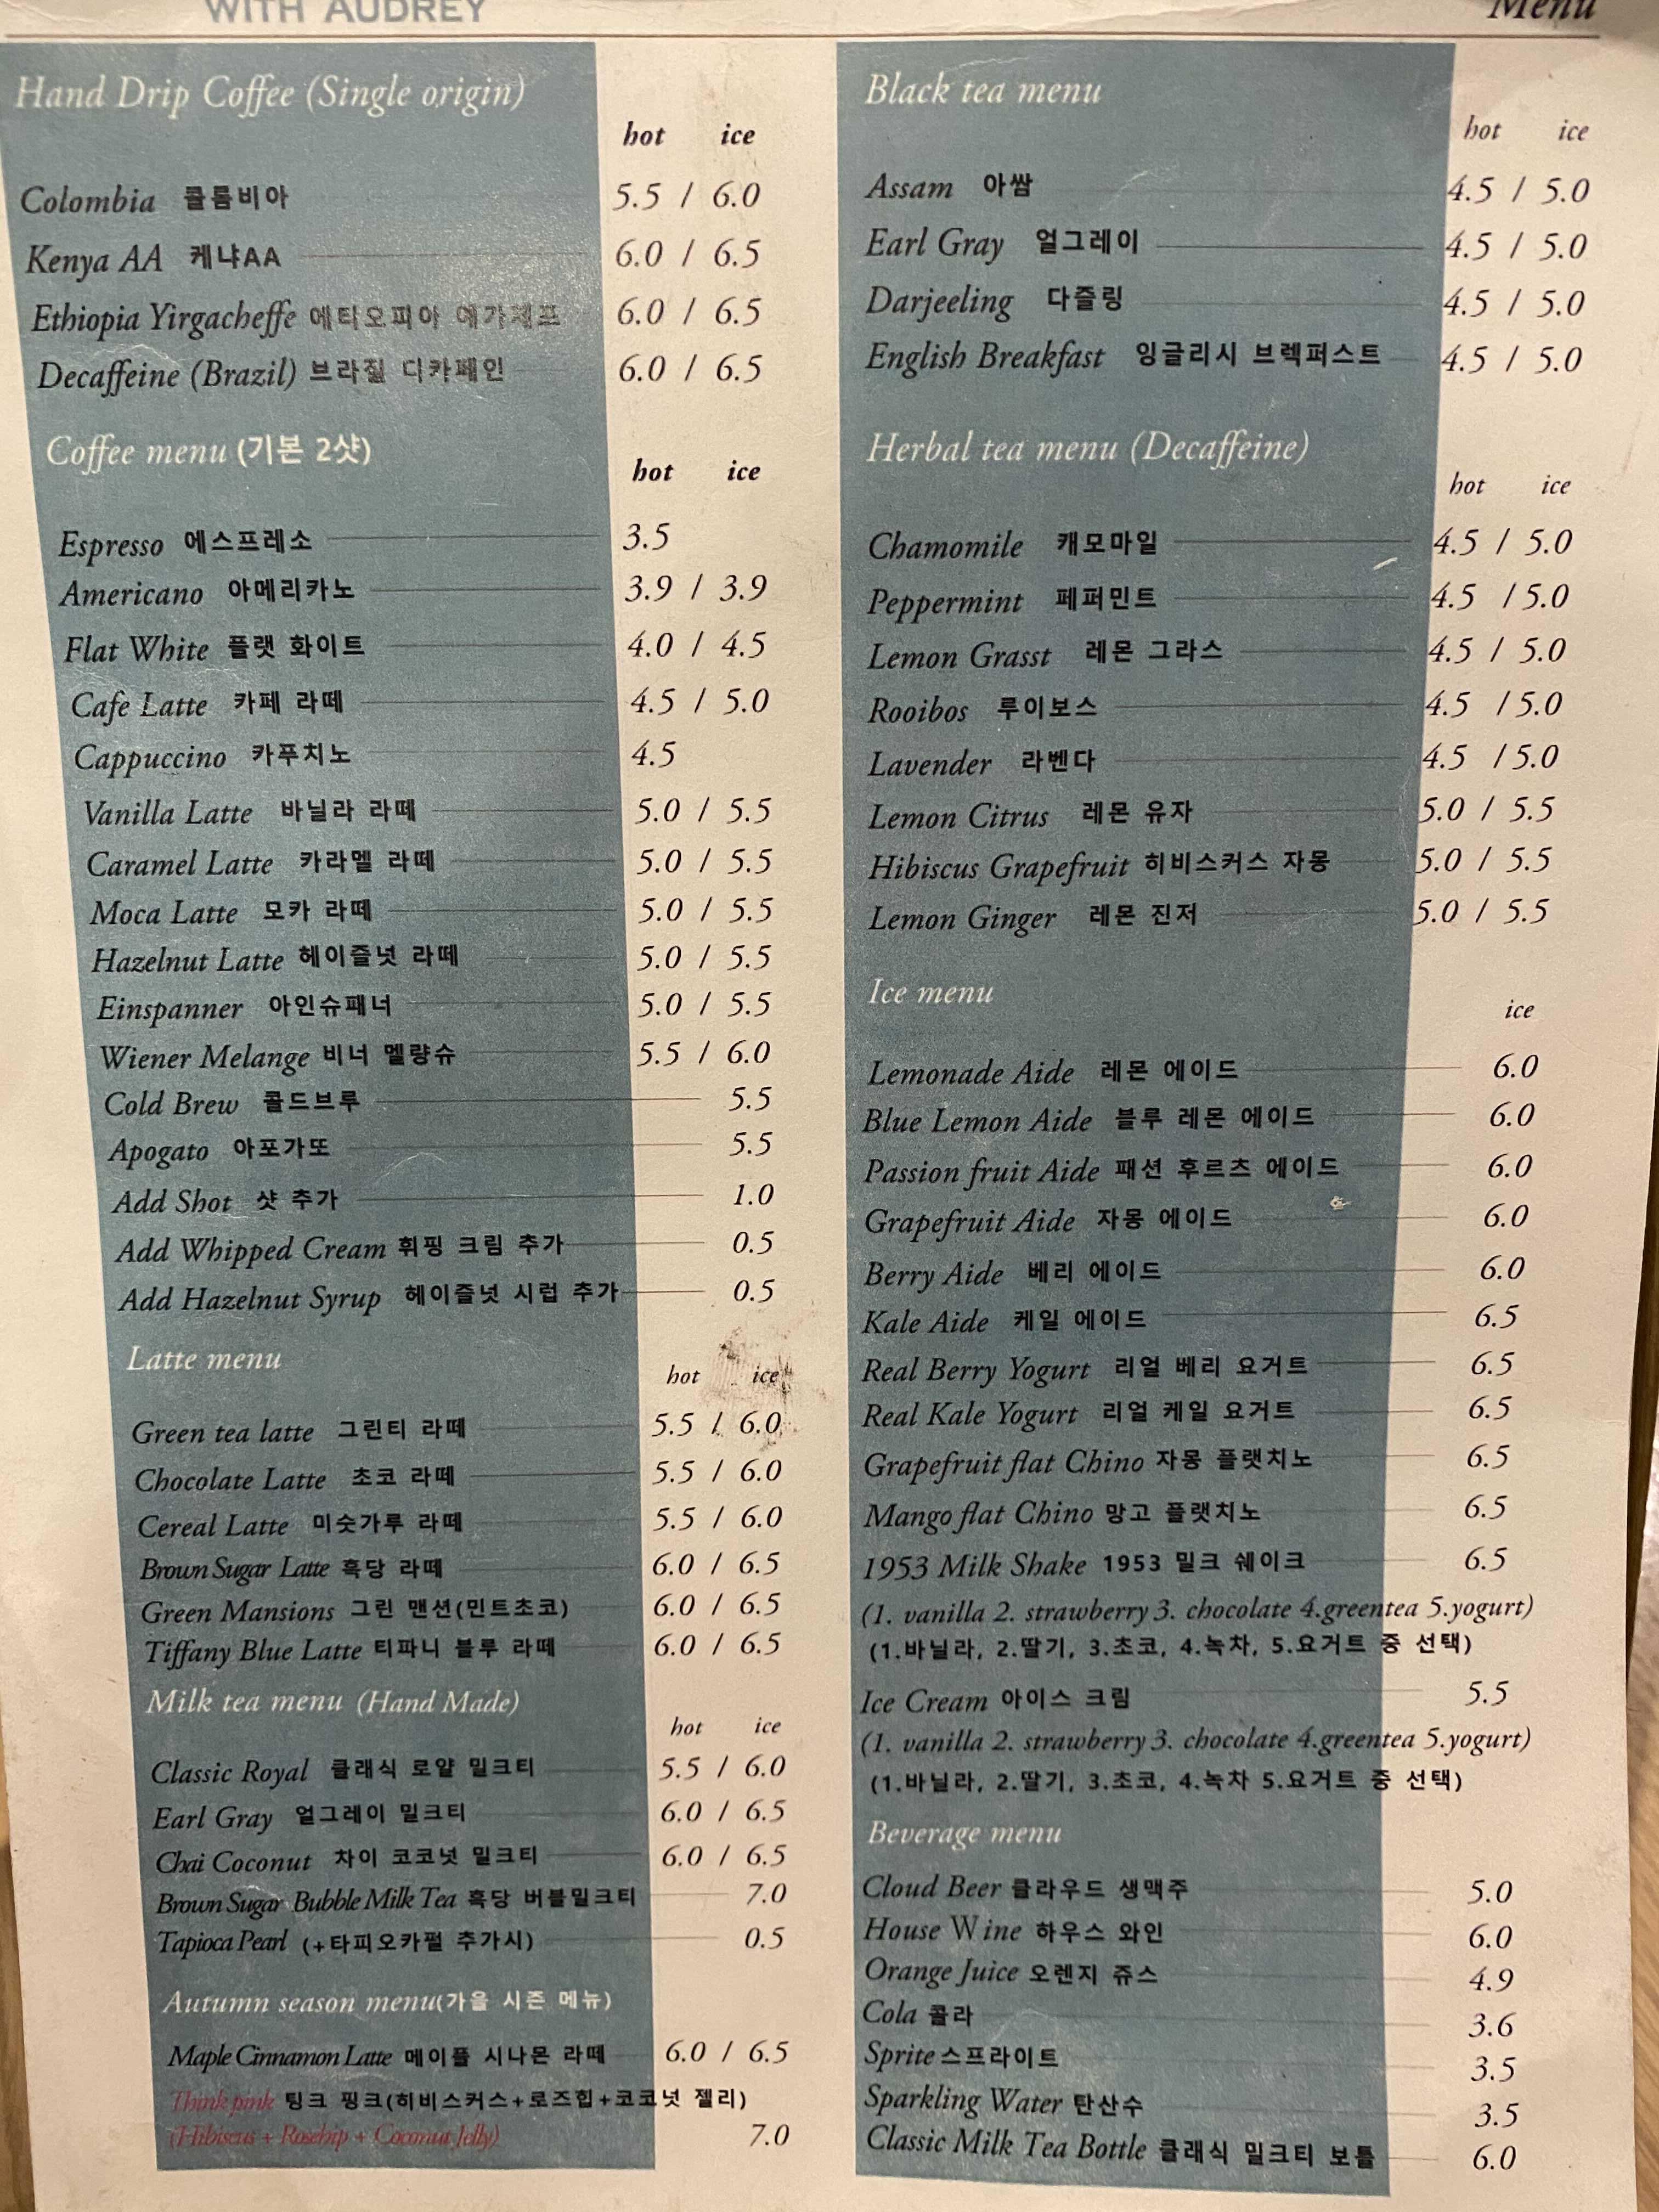 WITH AUDREY
Menu
Hand Drip Coffee (Single origin)
hot ice
Colombia 콜롬비아 5.5 / 6.0
Kenya AA 케냐AA 6.0 / 6.5
Ethiopia Yirgacheffe 에티오피아 예가체프 6.0 / 6.5
Decaffeine (Brazil) 브라질 디카페인 6.0 / 6.5
Coffee menu (기본 2샷)
hot ice
Espresso 에스프레소 3.5
Americano 아메리카노 3.9 / 3.9
Flat White 플랫 화이트 4.0 / 4.5
Cafe Latte 카페 라떼 4.5 / 5.0
Cappuccino 카푸치노 4.5
Vanilla Latte 바닐라 라떼 5.0 / 5.5
Caramel Latte 카라멜 라떼 5.0 / 5.5
Moca Latte 모카 라떼 5.0 / 5.5
Hazelnut Latte 헤이즐넛 라떼 5.0 / 5.5
Einspanner 아인슈패너 5.0 / 5.5
Wiener Melange 비너 멜량슈 5.5 / 6.0
Cold Brew 콜드브루 5.5
Apogato 아포가또 5.5
Add Shot 샷 추가 1.0
Add Whipped Cream 휘핑 크림 추가 0.5
Add Hazelnut Syrup 헤이즐넛 시럽 추가 0.5
Latte menu
hot ice
Green tea latte 그린티 라떼 5.5 / 6.0
Chocolate Latte 초코 라떼 5.5 / 6.0
Cereal Latte 미숫가루 라떼 5.5 / 6.0
Brown Sugar Latte 흑당 라떼 6.0 / 6.5
Green Mansions 그린 맨션(민트초코) 6.0 / 6.5
Tiffany Blue Latte 티파니 블루 라떼 6.0 / 6.5
Milk tea menu (Hand Made)
hot ice
Classic Royal 클래식 로얄 밀크티 5.5 / 6.0
Earl Gray 얼그레이 밀크티 6.0 / 6.5
Chai Coconut 차이 코코넛 밀크티 6.0 / 6.5
Brown Sugar Bubble Milk Tea 흑당 버블밀크티 7.0
Tapioca Pearl (+타피오카펄 추가시) 0.5
Autumn season menu(가을 시즌 메뉴)
Maple Cinnamon Latte 메이플 시나몬 라떼 6.0 / 6.5
Think pink 팅크 핑크(히비스커스+로즈힙+코코넛 젤리)
(Hibiscus + Rosehip + Coconut Jelly) 7.0
Black tea menu
hot ice
Assam 아쌈 4.5 / 5.0
Earl Gray 얼그레이 4.5 / 5.0
Darjeeling 다즐링 4.5 / 5.0
English Breakfast 잉글리시 브렉퍼스트 4.5 / 5.0
Herbal tea menu (Decaffeine)
hot ice
Chamomile 캐모마일 4.5 / 5.0
Peppermint 페퍼민트 4.5 / 5.0
Lemon Grasst 레몬 그라스 4.5 / 5.0
Rooibos 루이보스 4.5 / 5.0
Lavender 라벤다 4.5 / 5.0
Lemon Citrus 레몬 유자 5.0 / 5.5
Hibiscus Grapefruit 히비스커스 자몽 5.0 / 5.5
Lemon Ginger 레몬 진저 5.0 / 5.5
Ice menu
ice
Lemonade Aide 레몬 에이드 6.0
Blue Lemon Aide 블루 레몬 에이드 6.0
Passion fruit Aide 패션 후르츠 에이드 6.0
Grapefruit Aide 자몽 에이드 6.0
Berry Aide 베리 에이드 6.0
Kale Aide 케일 에이드 6.5
Real Berry Yogurt 리얼 베리 요거트 6.5
Real Kale Yogurt 리얼 케일 요거트 6.5
Grapefruit flat Chino 자몽 플랫치노 6.5
Mango flat Chino 망고 플랫치노 6.5
1953 Milk Shake 1953 밀크 쉐이크 6.5
(1. vanilla 2. strawberry 3. chocolate 4.greentea 5.yogurt)
(1.바닐라, 2.딸기, 3.초코, 4.녹차, 5.요거트 중 선택)
Ice Cream 아이스 크림 5.5
(1. vanilla 2. strawberry 3. chocolate 4.greentea 5.yogurt)
(1.바닐라, 2.딸기, 3.초코, 4.녹차 5.요거트 중 선택)
Beverage menu
Cloud Beer 클라우드 생맥주 5.0
House Wine 하우스 와인 6.0
Orange Juice 오렌지 쥬스 4.9
Cola 콜라 3.6
Sprite 스프라이트 3.5
Sparkling Water 탄산수 3.5
Classic Milk Tea Bottle 클래식 밀크티 보틀 6.0